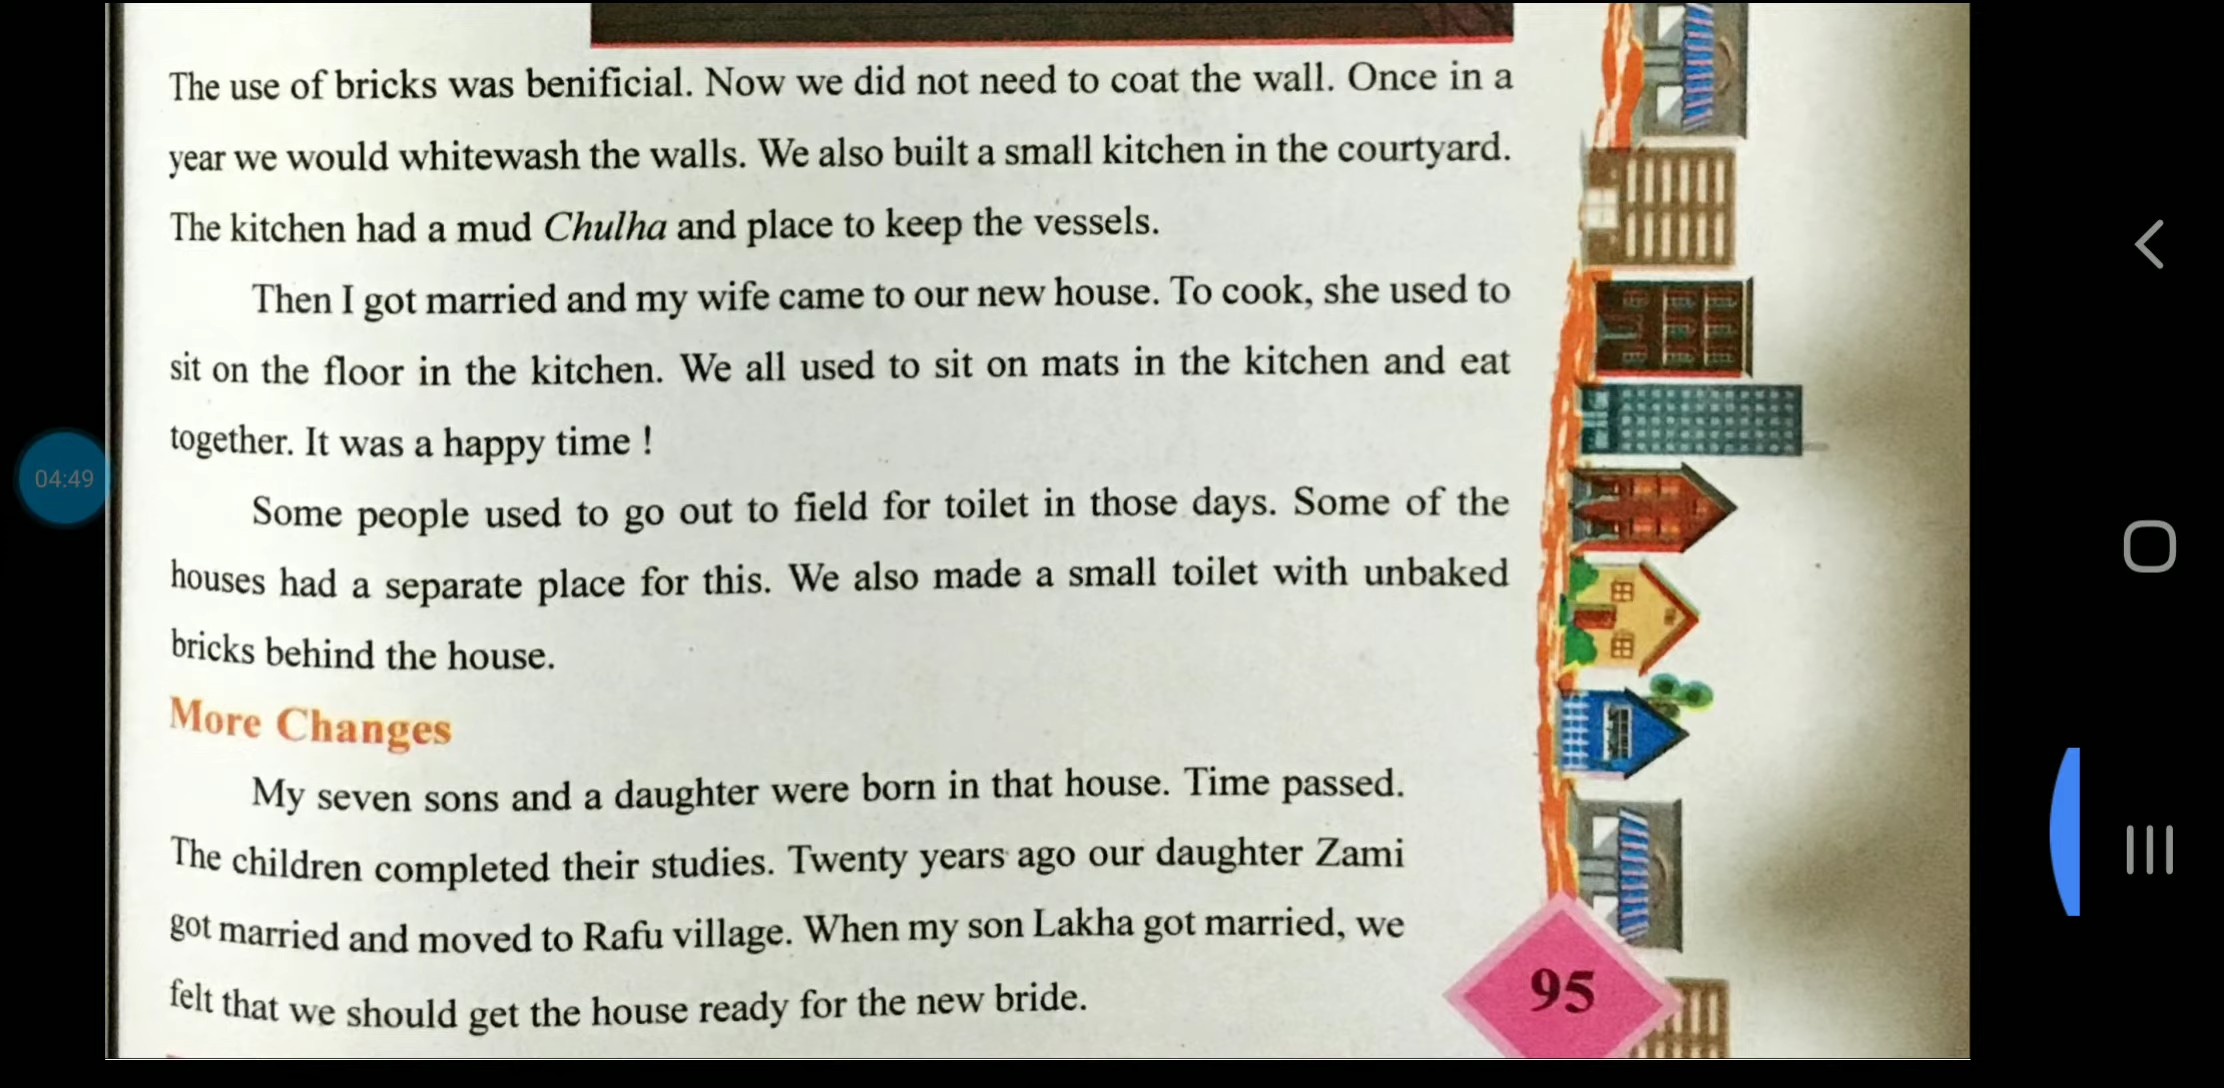 The use of bricks was benificial. Now we did not need to coat the wall. Once in a
year we would whitewash the walls. We also built a small kitchen in the courtyard.
The kitchen had a mud Chulha and place to keep the vessels.
Then I got married and my wife came to our new house. To cook, she used to
sit on the floor in the kitchen. We all used to sit on mats in the kitchen and eat
together. It was a happy time !
Some people used to go out to field for toilet in those days. Some of the
houses had a separate place for this. We also made a small toilet with unbaked
bricks behind the house.
More Changes
My seven sons and a daughter were born in that house. Time passed.
The children completed their studies. Twenty years ago our daughter Zami
got married and moved to Rafu village. When my son Lakha got married, we
felt that we should get the house ready for the new bride.
95
04:49